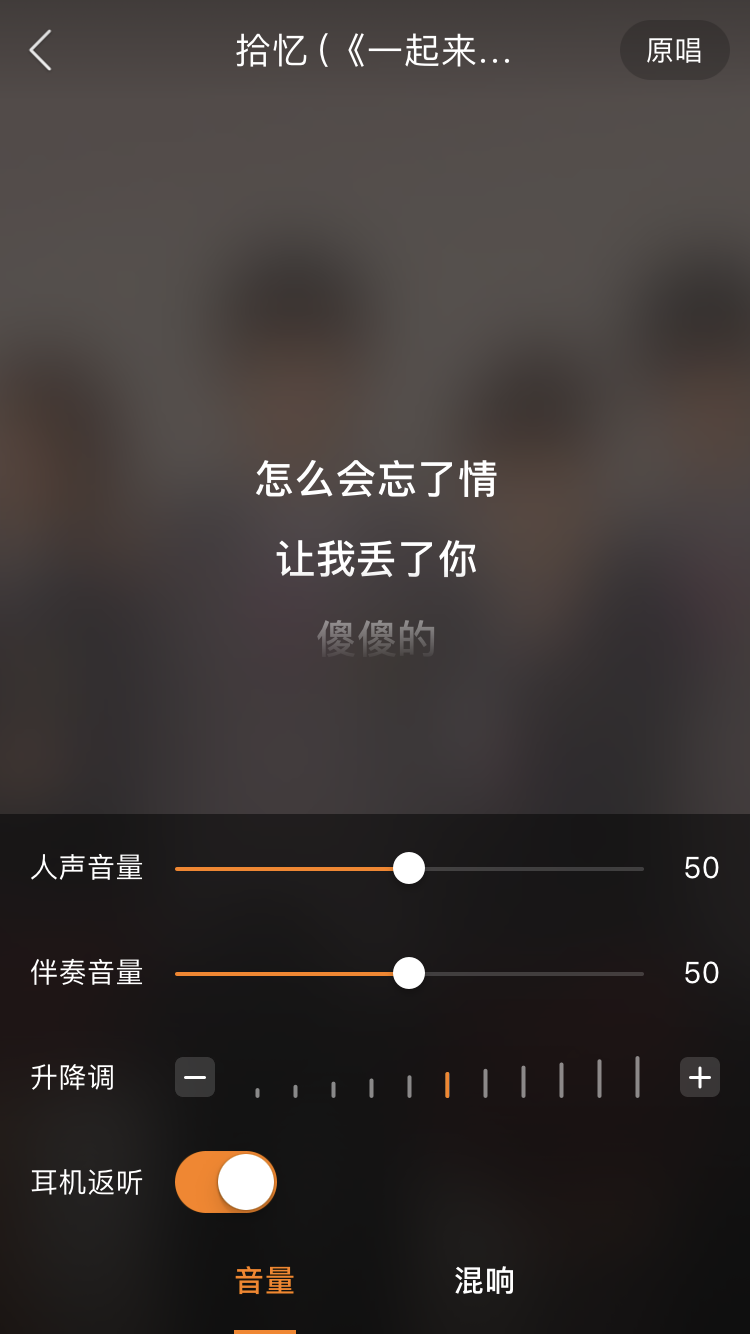 拾忆 (《一起来...
原唱
怎么会忘了情
让我丢了你
傻傻的
人声音量
50
伴奏音量
50
升降调
耳机返听
音量
混响